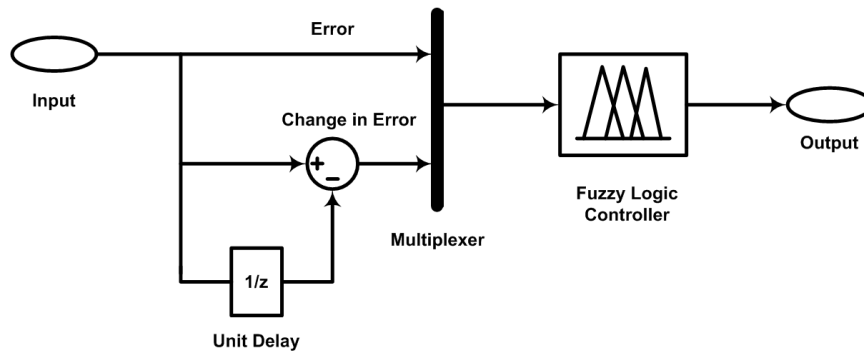 Error
Input
Change in Error
+
−
Multiplexer
Fuzzy Logic
Controller
Output
1/z
Unit Delay